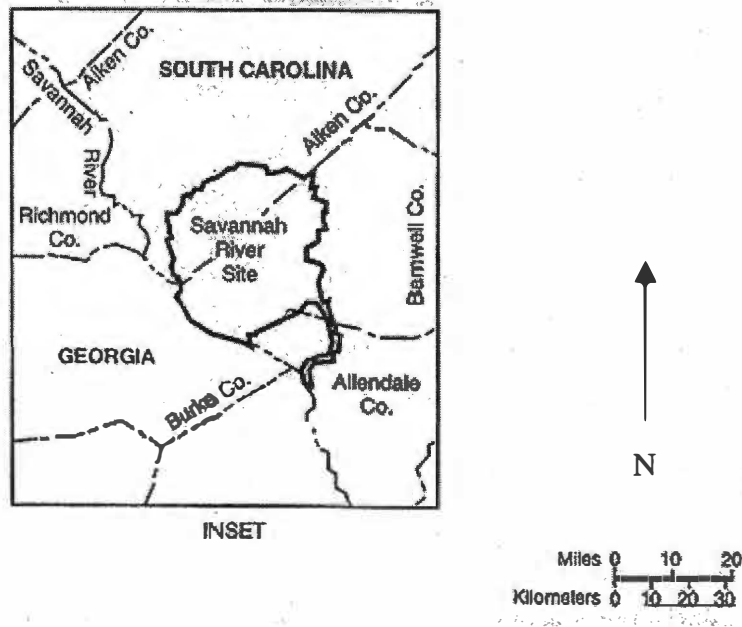 Aiken Co.
SOUTH CAROLINA
Savannah
River
Aiken Co.
Richmond
Co.
Savannah
River
Site
Barnwell Co.
GEORGIA
Burke Co.
Allendale
Co.
N
INSET
Miles 0 10 20
Kilometers 0 10 20 30